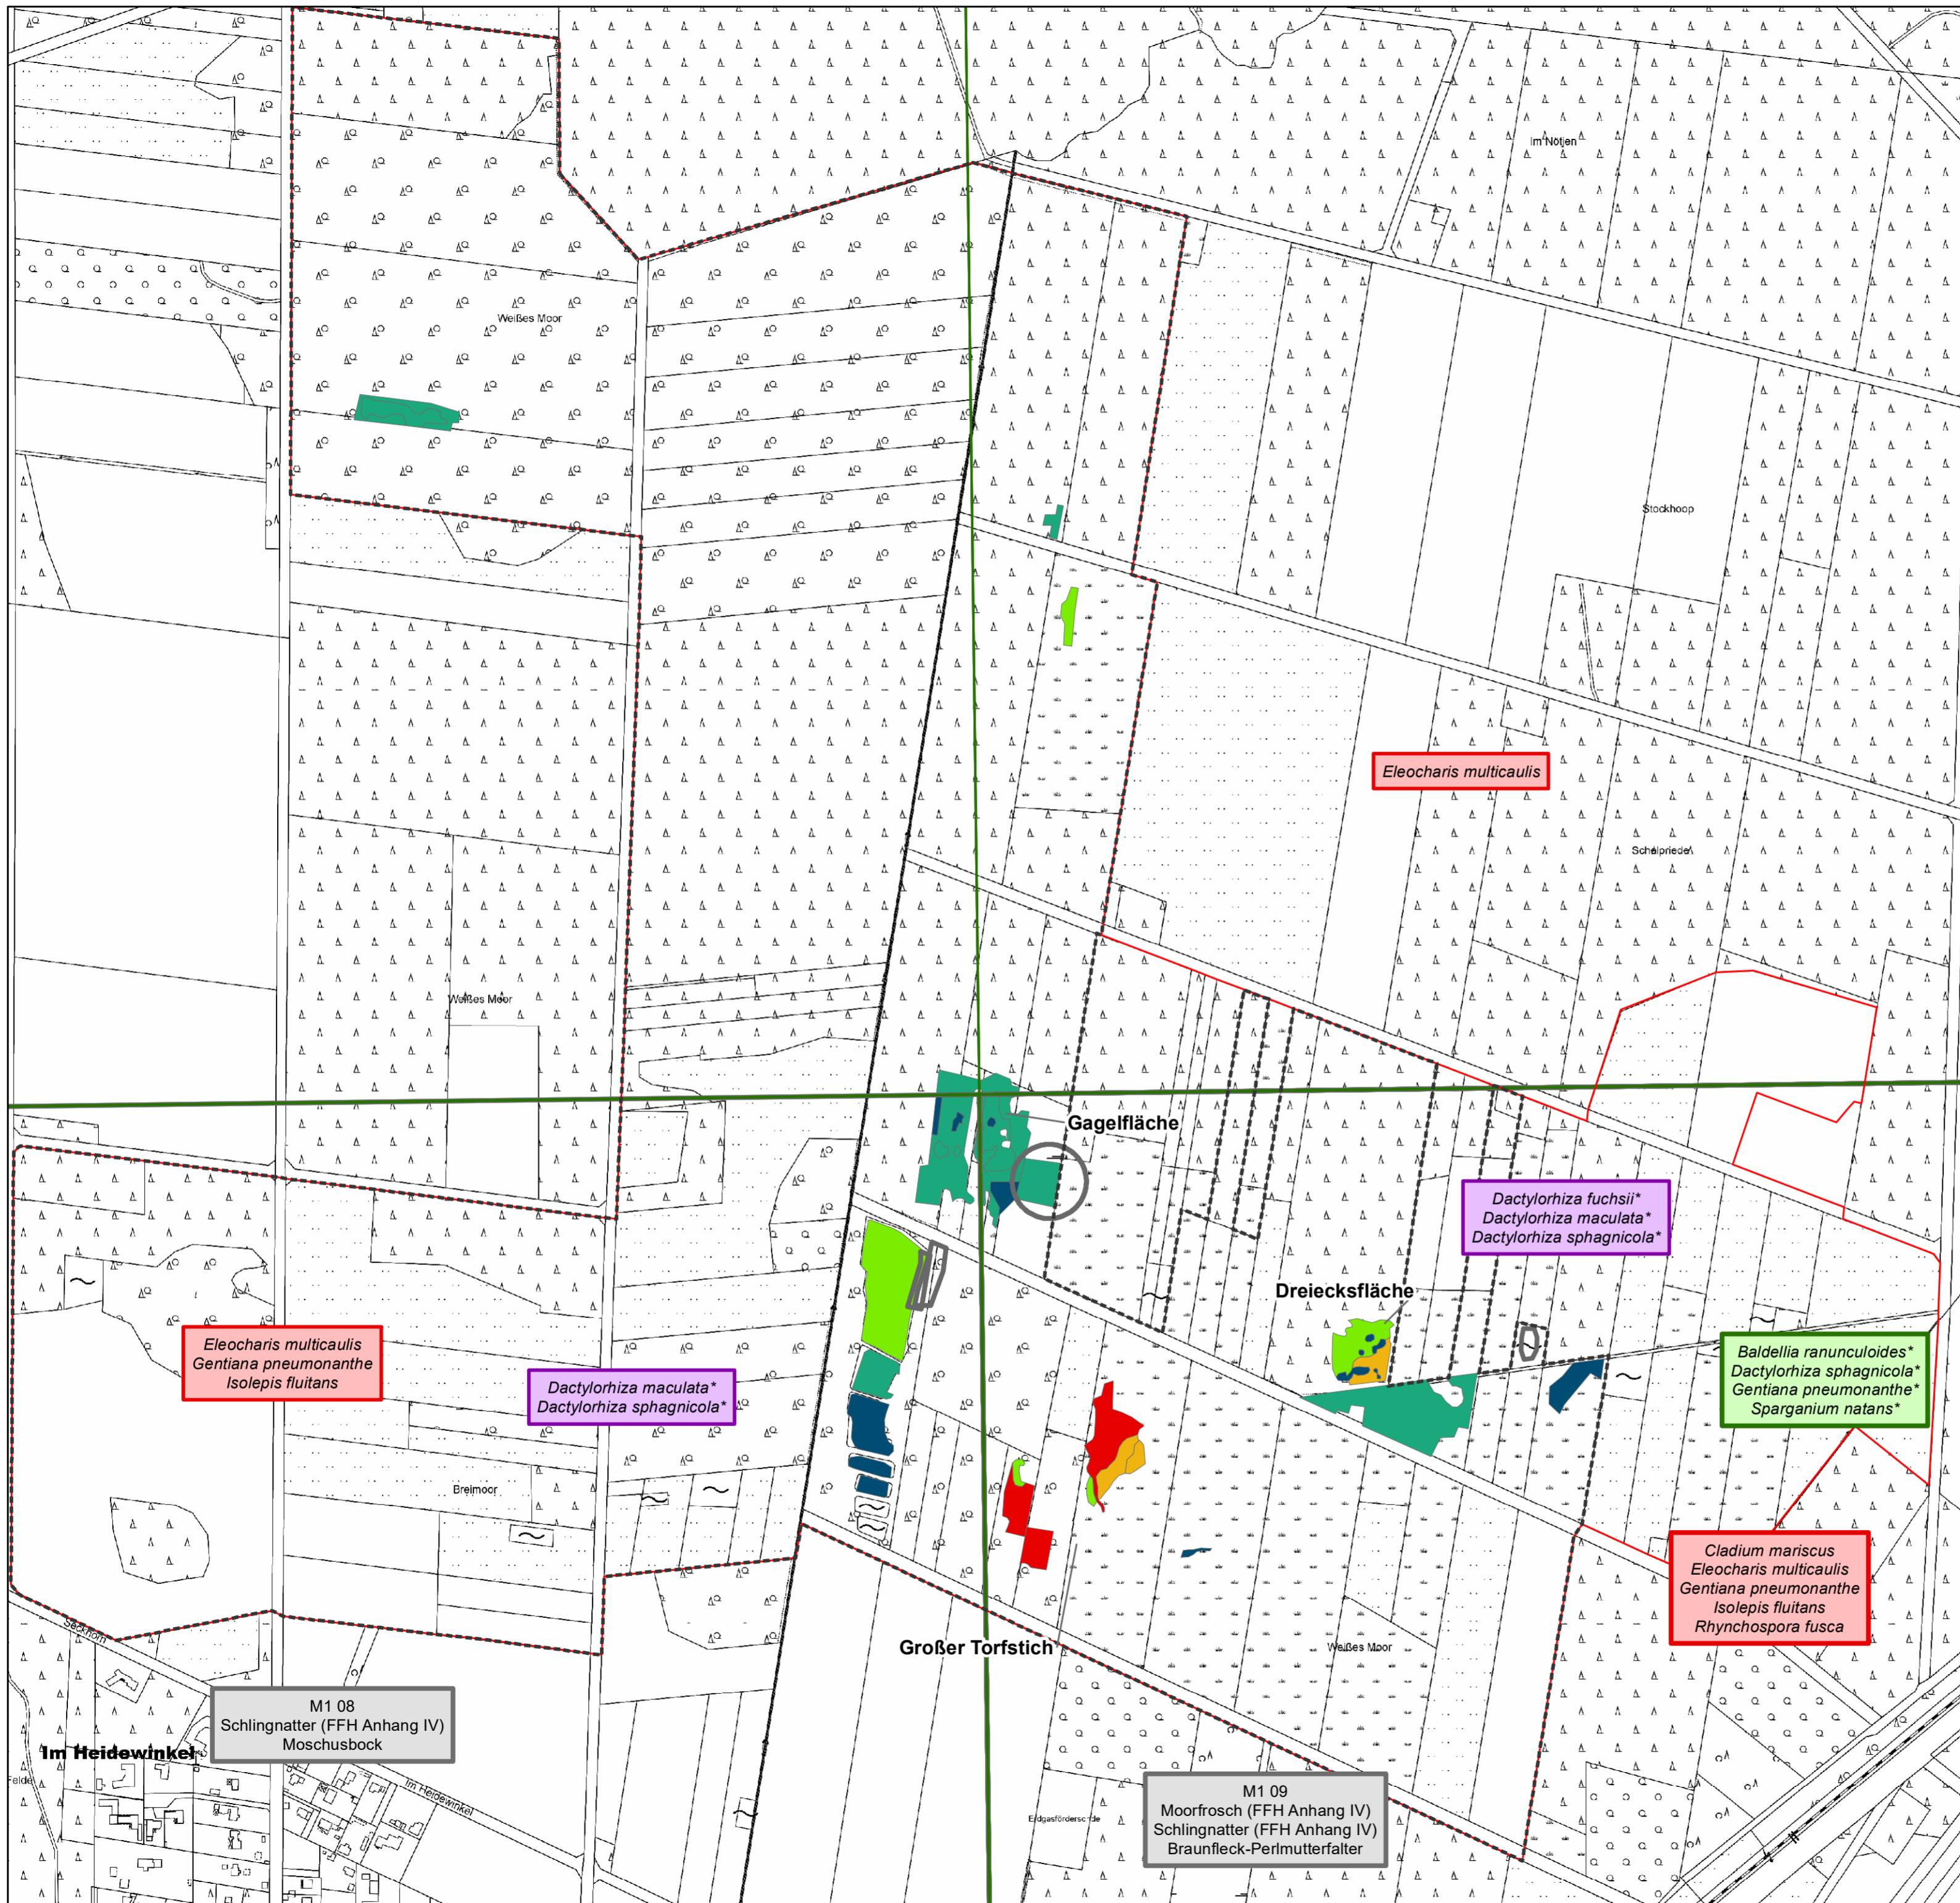 Im Nötjen
Weißes Moor
Stockhoop
Eleocharis multicaulis
Schelpriede
Weißes Moor
Gagelfläche
Dactylorhiza fuchsii*
Dactylorhiza maculata*
Dactylorhiza sphagnicola*
Dreiecksfläche
Eleocharis multicaulis
Gentiana pneumonanthe
Isolepis fluitans
Dactylorhiza maculata*
Dactylorhiza sphagnicola*
Baldellia ranunculoides*
Dactylorhiza sphagnicola*
Gentiana pneumonanthe*
Sparganium natans*
Breimoor
Cladium mariscus
Eleocharis multicaulis
Gentiana pneumonanthe
Isolepis fluitans
Rhynchospora fusca
Seckhorn
Großer Torfstich
Weißes Moor
M1 08
Schlingnatter (FFH Anhang IV)
Moschusbock
Im Heidewinkel
Felde
Im Heidewinkel
M1 09
Moorfrosch (FFH Anhang IV)
Schlingnatter (FFH Anhang IV)
Braunfleck-Perlmutterfalter